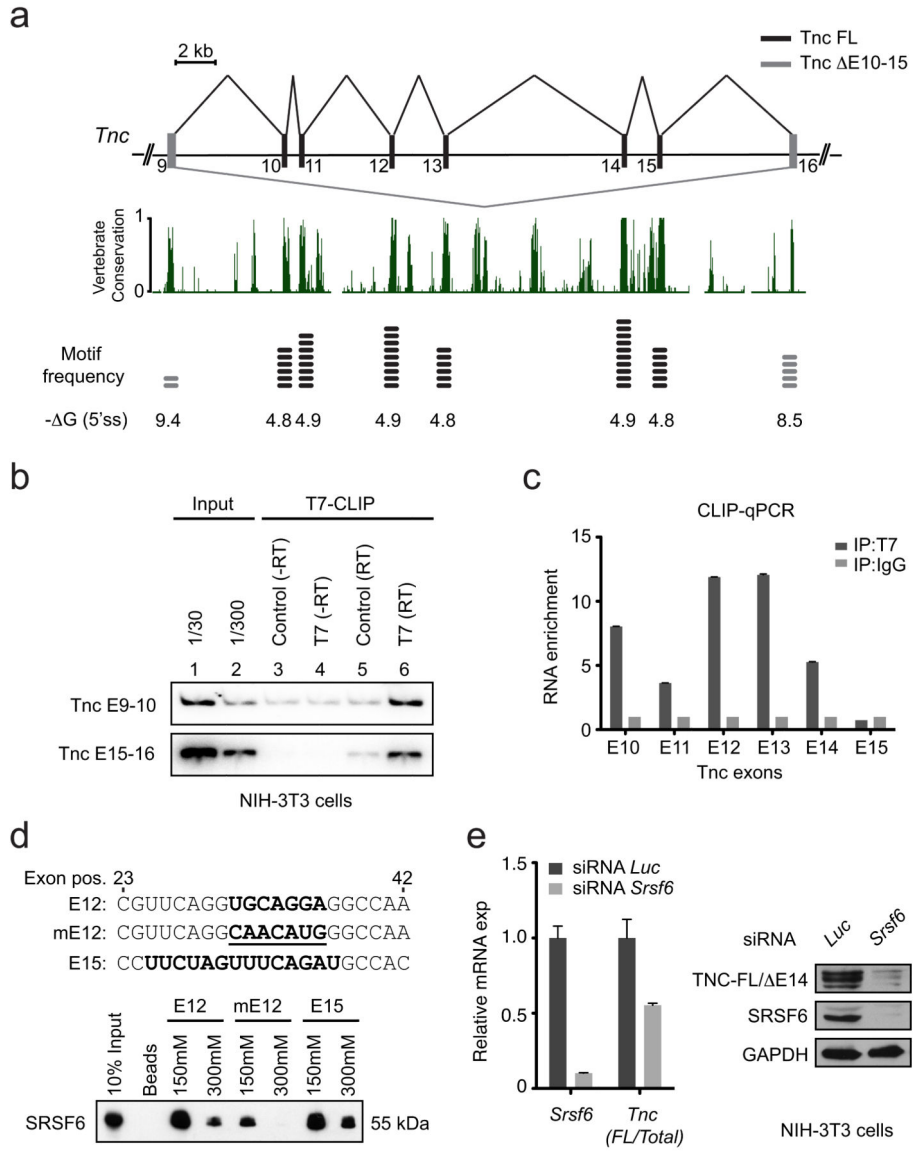 a
2 kb
Tnc FL
Tnc ΔE10-15
Tnc
9 10 11 12 13 14 15 16
1
Vertebrate
Conservation
0
Motif
frequency
-ΔG (5'ss) 9.4 4.8 4.9 4.9 4.8 4.9 4.8 8.5
b
Input T7-CLIP
1/30 1/300 Control (-RT) T7 (-RT) Control (RT) T7 (RT)
1 2 3 4 5 6
Tnc E9-10
Tnc E15-16
NIH-3T3 cells
c
CLIP-qPCR
15
IP:T7
IP:IgG
10
RNA enrichment
5
0
E10 E11 E12 E13 E14 E15
Tnc exons
d
Exon pos. 23 42
E12: CGUUCAGGUGCAGGAGGCCAA
mE12: CGUUCAGGCAACAUGGGCCAA
E15: CCUUCUAGUUUCAGAUGCCAC
E12 mE12 E15
10% Input Beads 150mM 300mM 150mM 300mM 150mM 300mM
SRSF6 55 kDa
e
1.5
siRNA Luc
siRNA Srsf6
1.0
Relative mRNA exp
0.5
0
Srsf6 Tnc
(FL/Total)
siRNA Luc Srsf6
TNC-FL/ΔE14
SRSF6
GAPDH
NIH-3T3 cells